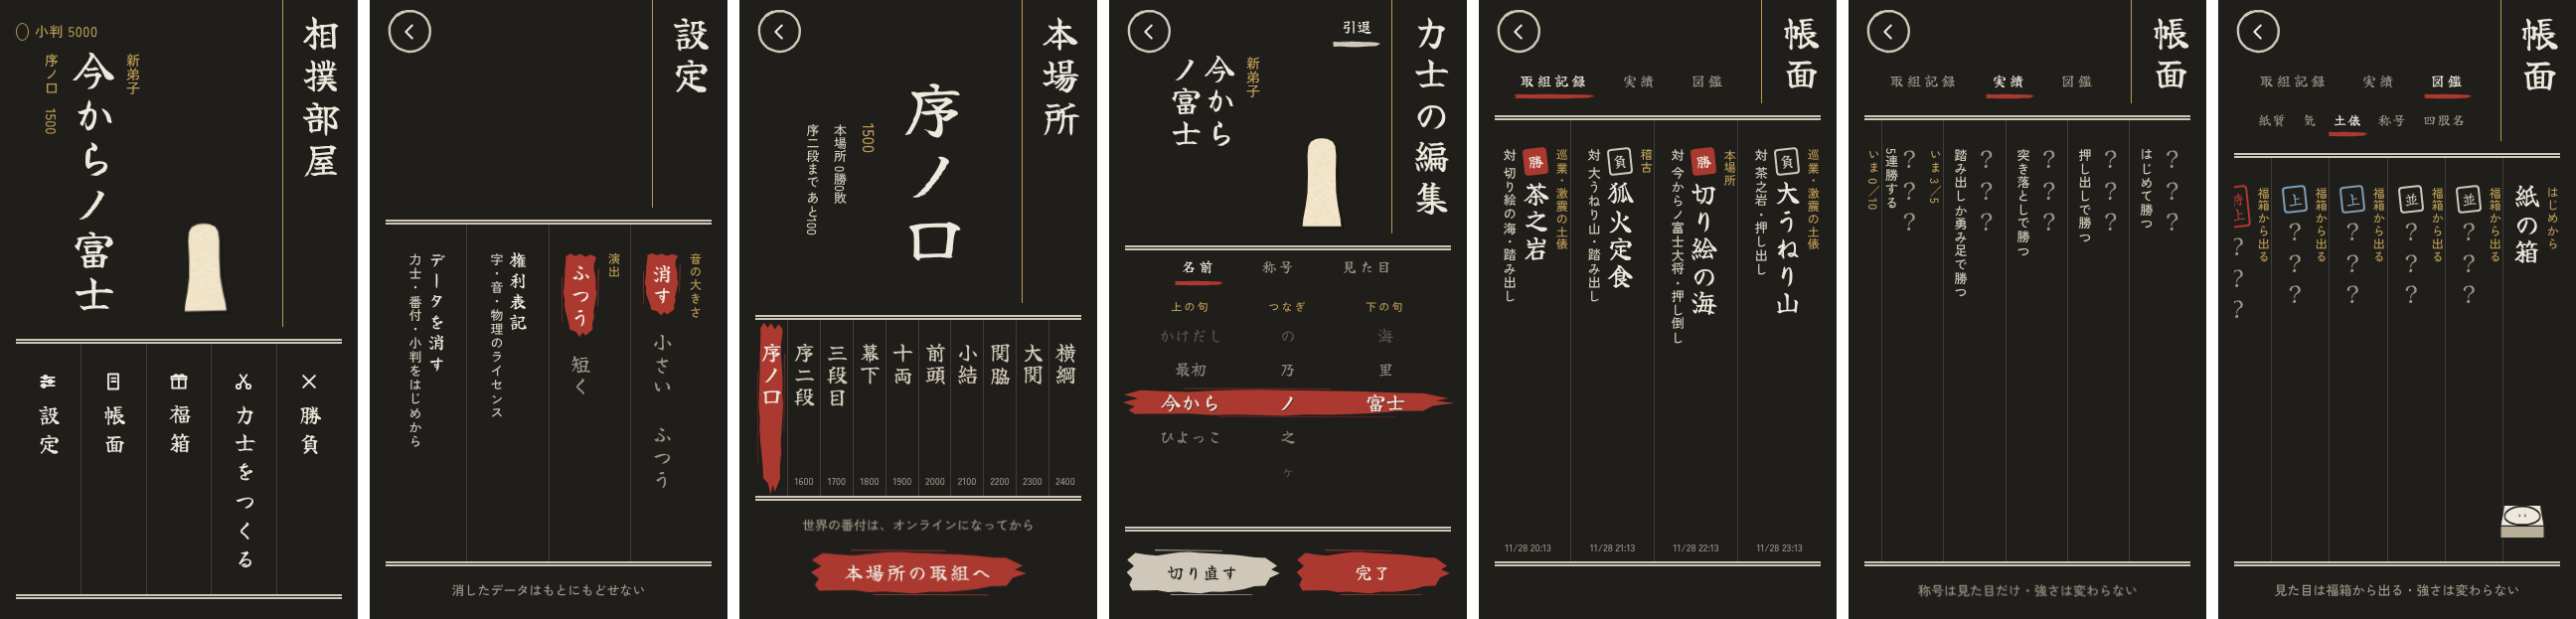 小判 5000
相撲部屋
新弟子
今からノ富士
序ノ口 1500
勝負
力士をつくる
福箱
帳面
設定
設定
音の大きさ
消す
小さい
ふつう
演出
ふつう
短く
権利表記
字・音・物理のライセンス
データを消す
力士・番付・小判をはじめから
消したデータはもとにもどせない
本場所
序ノ口
1500
本場所 0勝0敗
序二段まで あと100
横綱
2400
大関
2300
関脇
2200
小結
2100
前頭
2000
十両
1900
幕下
1800
三段目
1700
序二段
1600
序ノ口
世界の番付は、オンラインになってから
本場所の取組へ
力士の編集
引退
新弟子
今から
ノ富士
名前
称号
見た目
上の句
つなぎ
下の句
かけだし
の
海
最初
乃
里
今から
ノ
富士
ひよっこ
之
ヶ
切り直す
完了
帳面
取組記録
実績
図鑑
巡業・激震の土俵
負
大うねり山
対 茶之岩・押し出し
11/28 23:13
本場所
勝
切り絵の海
対 今からノ富士大将・押し倒し
11/28 22:13
稽古
負
狐火定食
対 大うねり山・踏み出し
11/28 21:13
巡業・激震の土俵
勝
茶之岩
対 切り絵の海・踏み出し
11/28 20:13
帳面
取組記録
実績
図鑑
？？？
はじめて勝つ
？？？
押し出しで勝つ
？？？
突き落としで勝つ
？？？
踏み出しか勇み足で勝つ
いま 3／5
？？？
5連勝する
いま 0／10
称号は見た目だけ・強さは変わらない
帳面
取組記録
実績
図鑑
紙質
気
土俵
称号
四股名
はじめから
紙の箱
福箱から出る
並
？？？
福箱から出る
並
？？？
福箱から出る
上
？？？
福箱から出る
上
？？？
福箱から出る
特上
？？？
見た目は福箱から出る・強さは変わらない